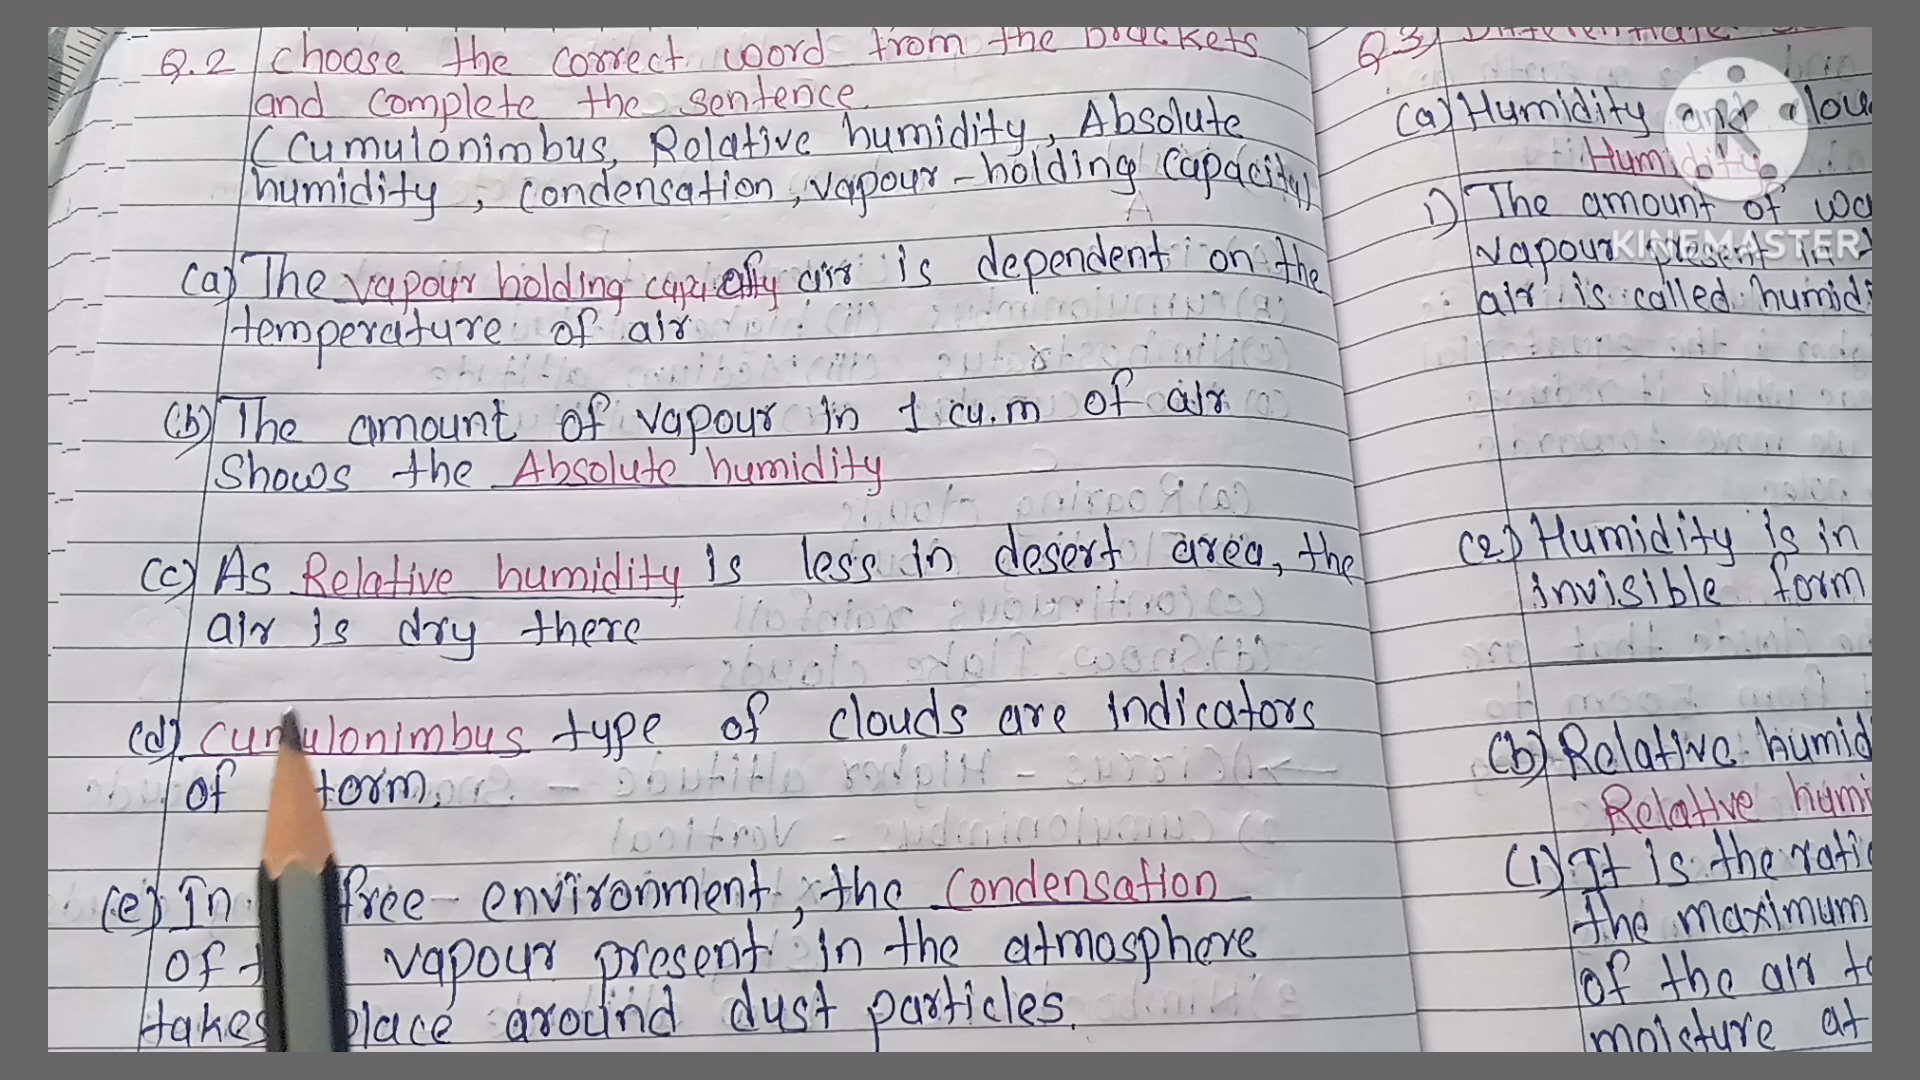 Q.2 choose the correct word from the brackets
and complete the sentence.
(cumulonimbus, Relative humidity, Absolute
humidity, condensation, vapour-holding capacity)
(a) The vapour holding capacity air is dependent on the
temperature of air
(b) The amount of vapour in 1 cu.m of air
Shows the Absolute humidity
(c) As Relative humidity is less in desert area, the
air is dry there
(d) cumulonimbus type of clouds are indicators
of torm.
(e) In free environment, the condensation
of vapour present in the atmosphere
takes place around dust particles.
Q3)
(a) Humidity and clou
Humidity
1) The amount of wa
vapour present in
air is called humidi
(2) Humidity is in
invisible form
(b) Relative humid
Relative humi
(1) It is the ratio
the maximum
of the air to
moisture at
KINEMASTER